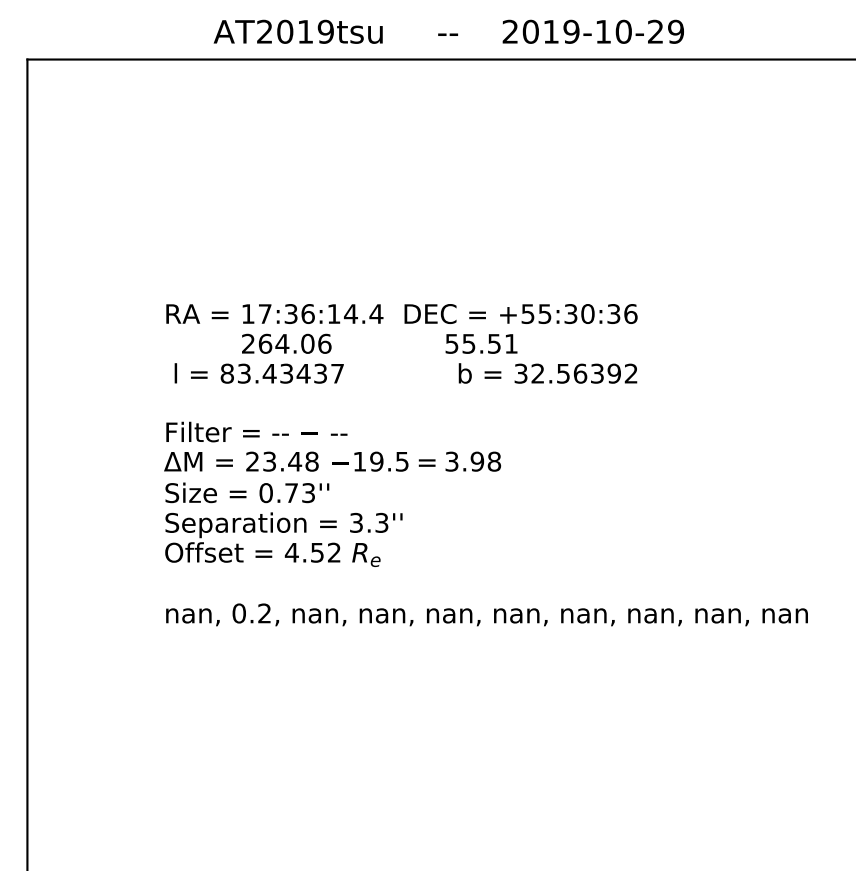 AT2019tsu -- 2019-10-29
RA = 17:36:14.4 DEC = +55:30:36
264.06 55.51
l = 83.43437 b = 32.56392
Filter = -- − --
ΔM = 23.48 −19.5 = 3.98
Size = 0.73''
Separation = 3.3''
Offset = 4.52 Re
nan, 0.2, nan, nan, nan, nan, nan, nan, nan, nan